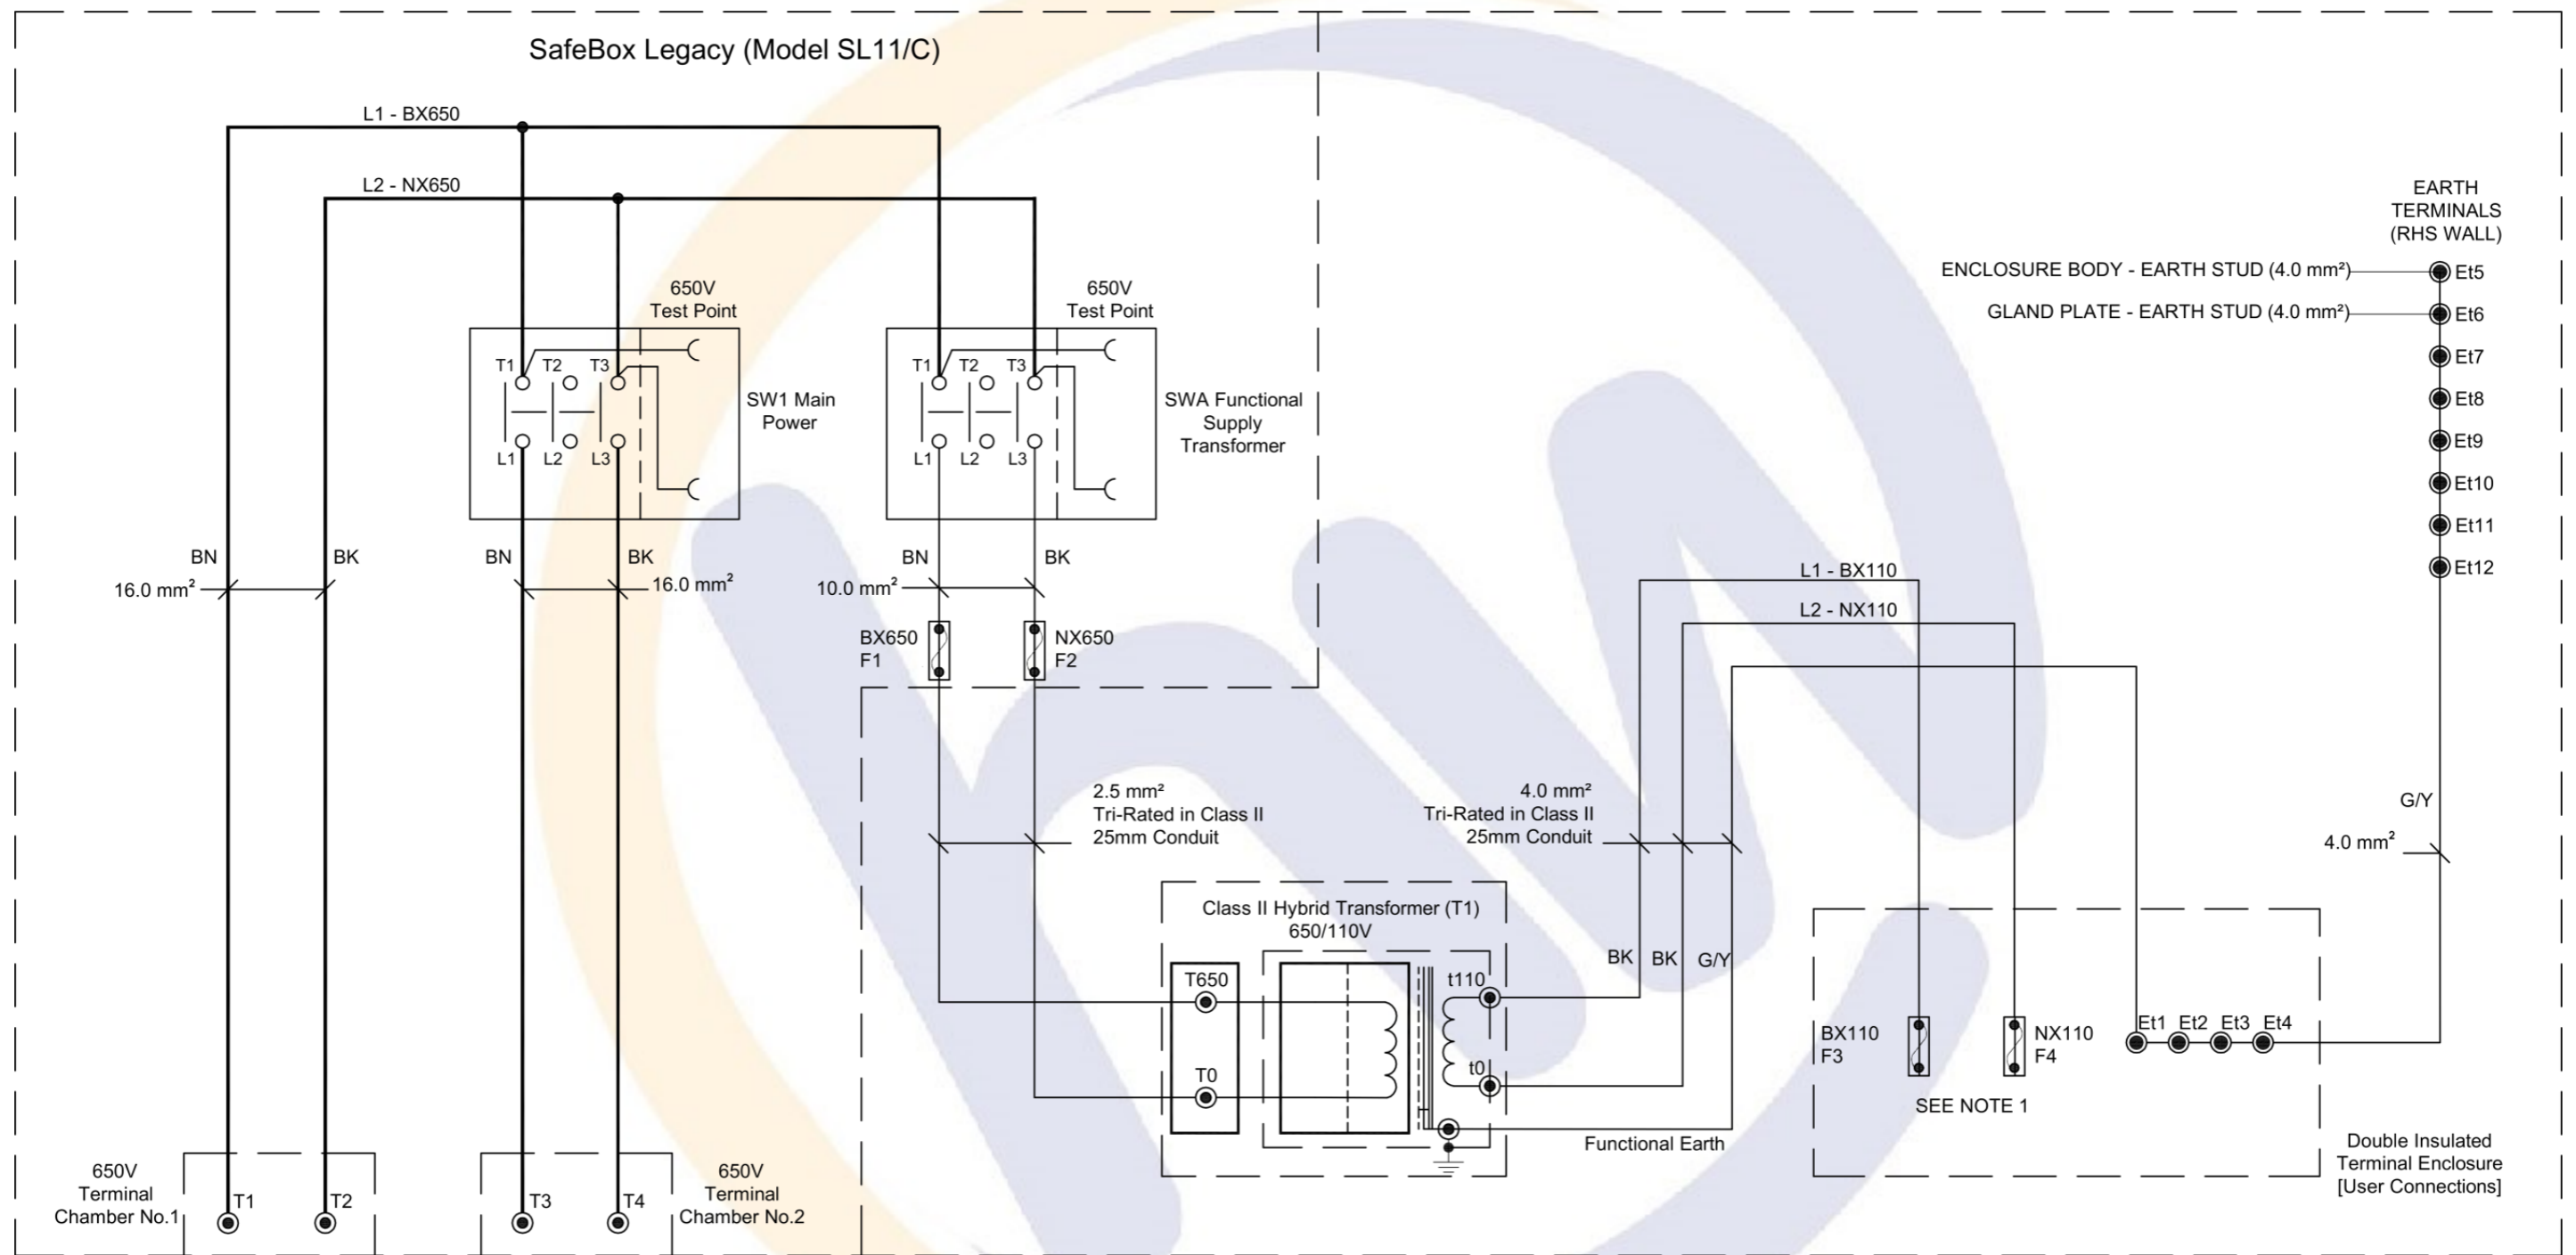 SafeBox Legacy (Model SL11/C)
L1 - BX650
L2 - NX650
EARTH
TERMINALS
(RHS WALL)
ENCLOSURE BODY - EARTH STUD (4.0 mm²)
Et5
GLAND PLATE - EARTH STUD (4.0 mm²)
Et6
Et7
Et8
Et9
Et10
Et11
Et12
650V
Test Point
T1
T2
T3
L1
L2
L3
SW1 Main
Power
650V
Test Point
T1
T2
T3
L1
L2
L3
SWA Functional
Supply
Transformer
BN
BK
16.0 mm²
BN
BK
16.0 mm²
BN
BK
10.0 mm²
BX650
F1
NX650
F2
L1 - BX110
L2 - NX110
2.5 mm²
Tri-Rated in Class II
25mm Conduit
4.0 mm²
Tri-Rated in Class II
25mm Conduit
G/Y
4.0 mm²
Class II Hybrid Transformer (T1)
650/110V
T650
T0
t110
t0
BK
BK
G/Y
Functional Earth
BX110
F3
NX110
F4
Et1
Et2
Et3
Et4
SEE NOTE 1
Double Insulated
Terminal Enclosure
[User Connections]
650V
Terminal
Chamber No.1
T1
T2
T3
T4
650V
Terminal
Chamber No.2
hw